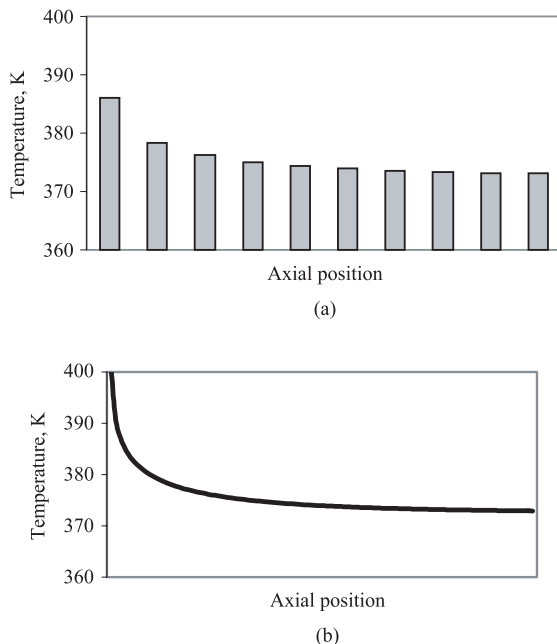 400
390
380
370
360
Temperature, K
Axial position
(a)
400
390
380
370
360
Temperature, K
Axial position
(b)